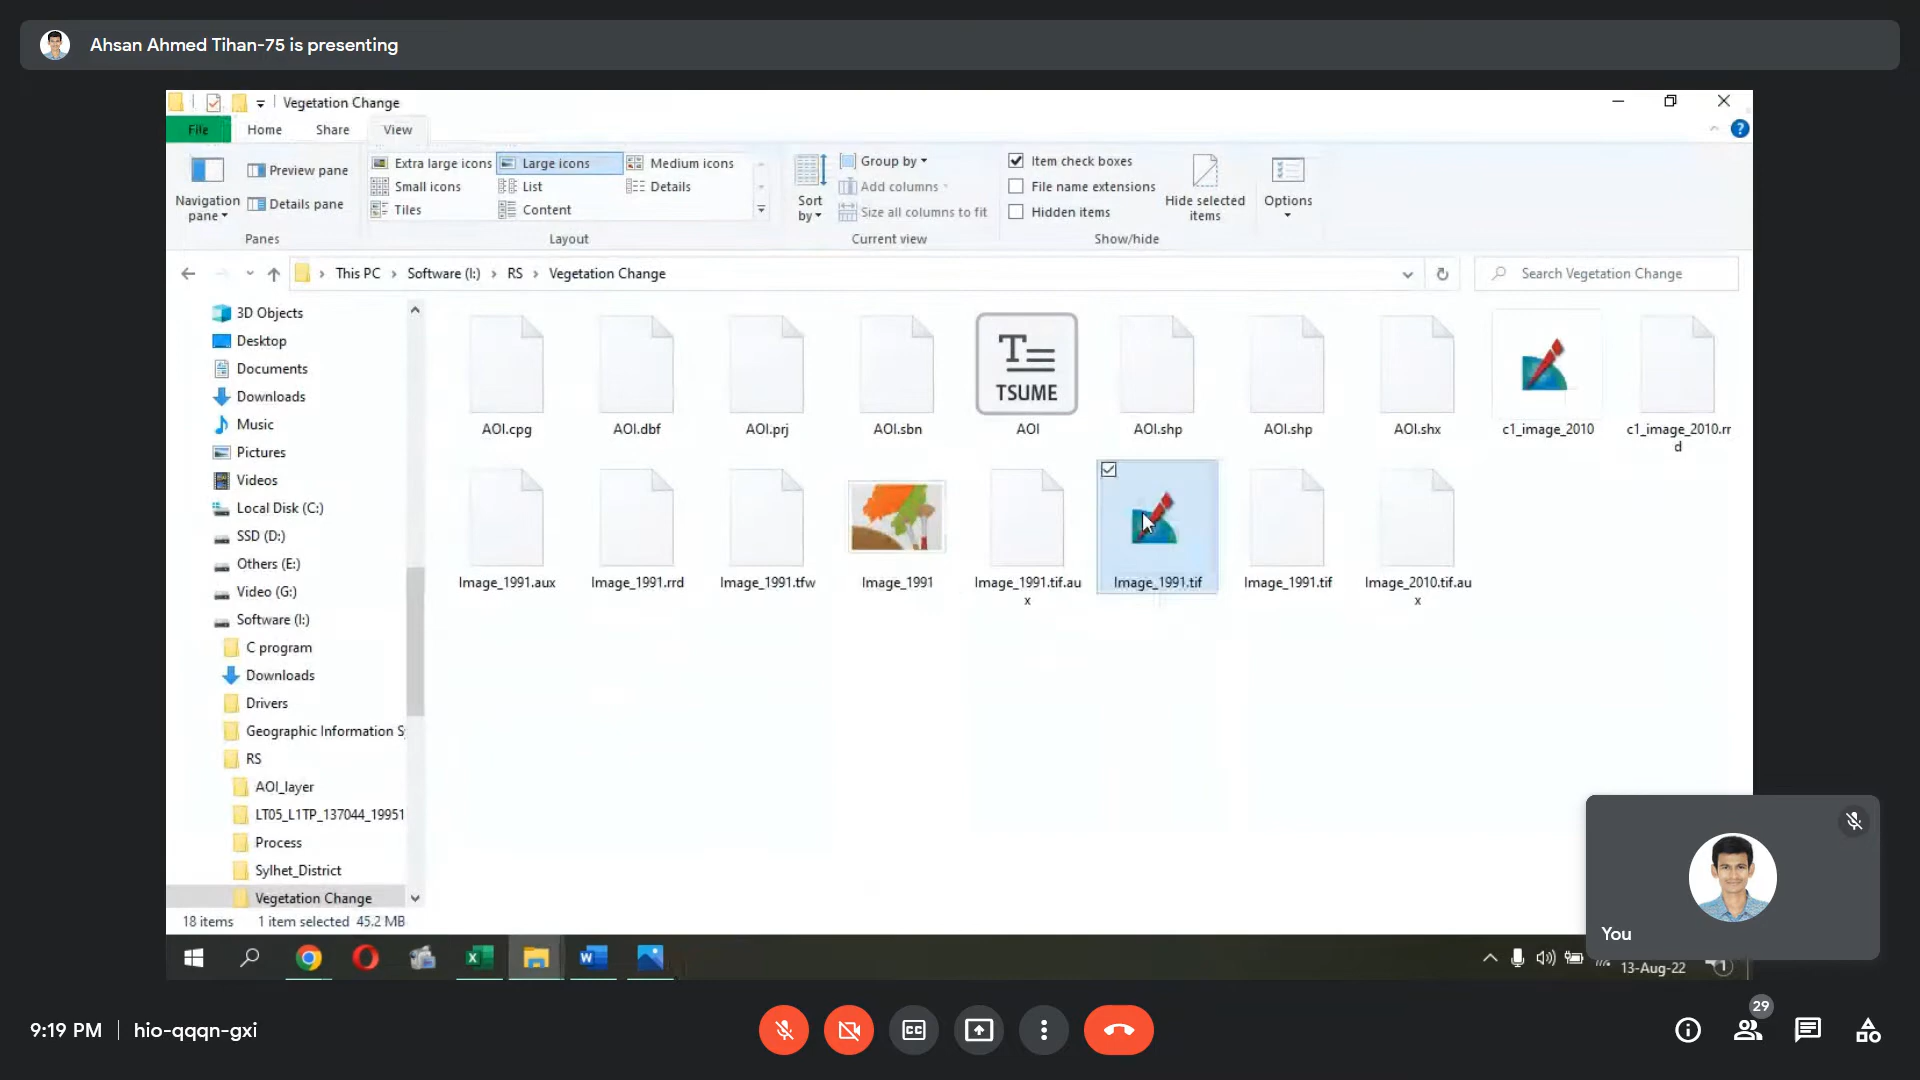 Ahsan Ahmed Tihan-75 is presenting
Vegetation Change
File Home Share View
Navigation pane
Preview pane
Details pane
Panes
Extra large icons Large icons Medium icons
Small icons List Details
Tiles Content
Layout
Sort by
Group by
Add columns
Size all columns to fit
Current view
Item check boxes
File name extensions
Hidden items
Hide selected items
Show/hide
Options
This PC > Software (I:) > RS > Vegetation Change
Search Vegetation Change
3D Objects
Desktop
Documents
Downloads
Music
Pictures
Videos
Local Disk (C:)
SSD (D:)
Others (E:)
Video (G:)
Software (I:)
C program
Downloads
Drivers
Geographic Information S
RS
AOI_layer
LT05_L1TP_137044_19951
Process
Sylhet_District
Vegetation Change
T
TSUME
AOI.cpg AOI.dbf AOI.prj AOI.sbn AOI AOI.shp AOI.shp AOI.shx c1_image_2010 c1_image_2010.rr
d
Image_1991.aux Image_1991.rrd Image_1991.tfw Image_1991 Image_1991.tif.au Image_1991.tif Image_1991.tif Image_2010.tif.au
x x
18 items 1 item selected 45.2 MB
13-Aug-22
1
You
9:19 PM | hio-qqqn-gxi
CC
29